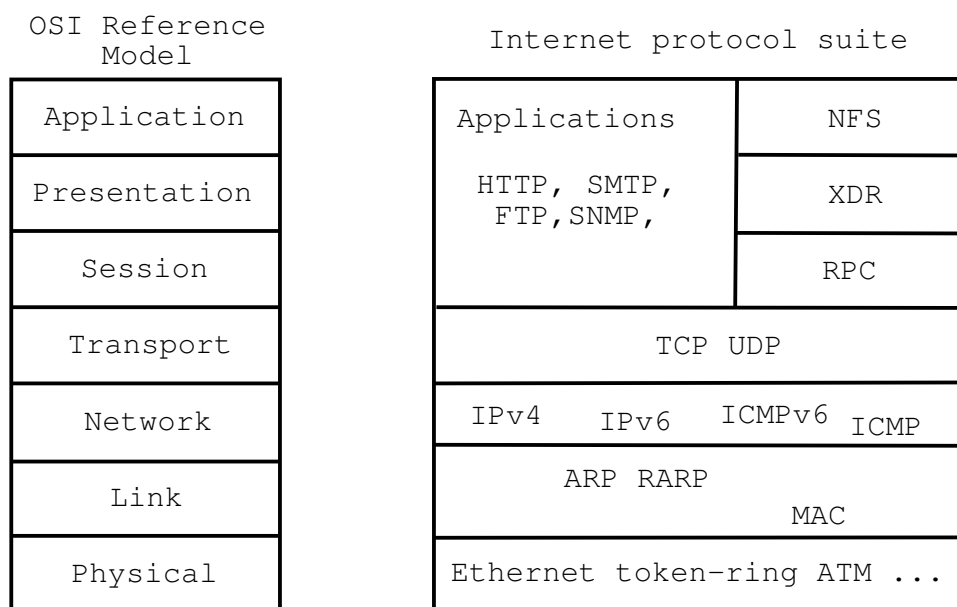 OSI Reference
Model
Application
Presentation
Session
Transport
Network
Link
Physical
Internet protocol suite
Applications
HTTP, SMTP,
FTP,SNMP,
NFS
XDR
RPC
TCP UDP
IPv4 IPv6 ICMPv6 ICMP
ARP RARP
MAC
Ethernet token-ring ATM ...